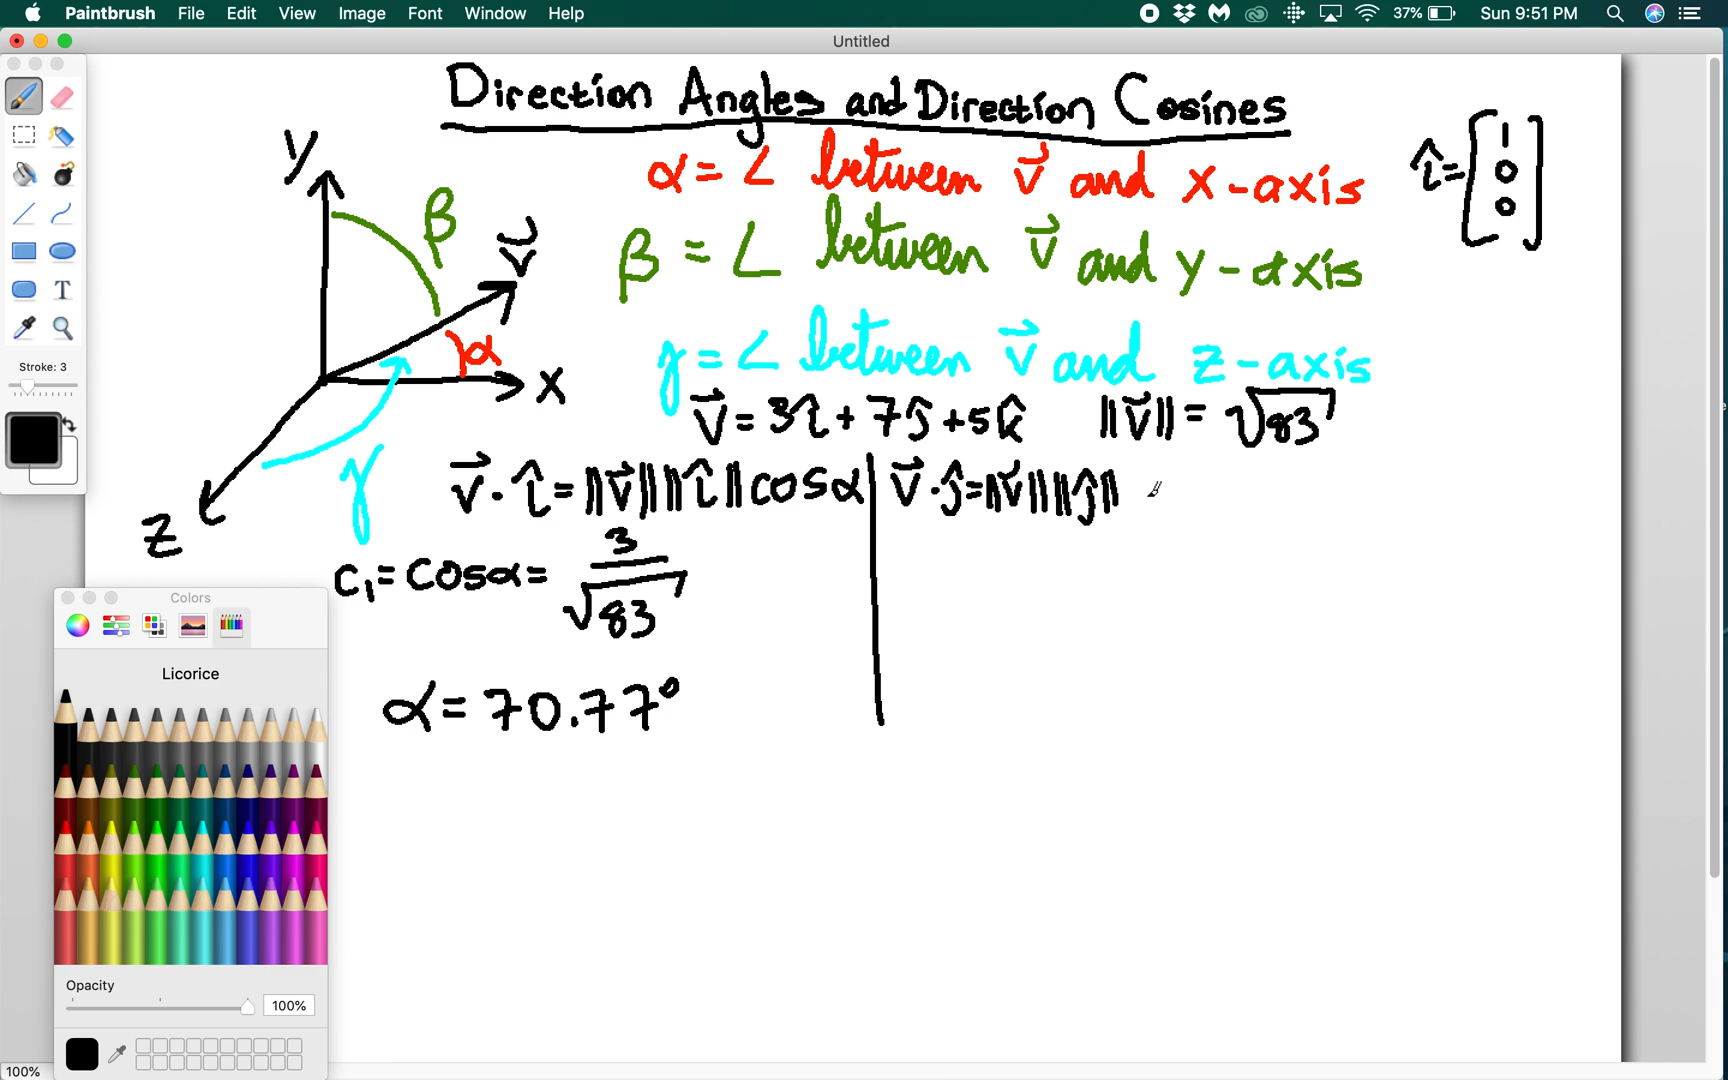 Paintbrush File Edit View Image Font Window Help 37% Sun 9:51 PM
Untitled
Direction Angles and Direction Cosines
y
β
v⃗
α
x
γ
z
α = ∠ between v⃗ and x-axis
î = [1 0 0]
β = ∠ between v⃗ and y-axis
γ = ∠ between v⃗ and z-axis
v⃗ = 3î + 7ĵ + 5k̂ ||v⃗|| = √83
v⃗ · î = ||v⃗|| ||î|| cosα
v⃗ · ĵ = ||v⃗|| ||ĵ||
c₁ = cosα = 3/√83
α = 70.77°
T
Stroke: 3
Colors
Licorice
Opacity
100%
100%